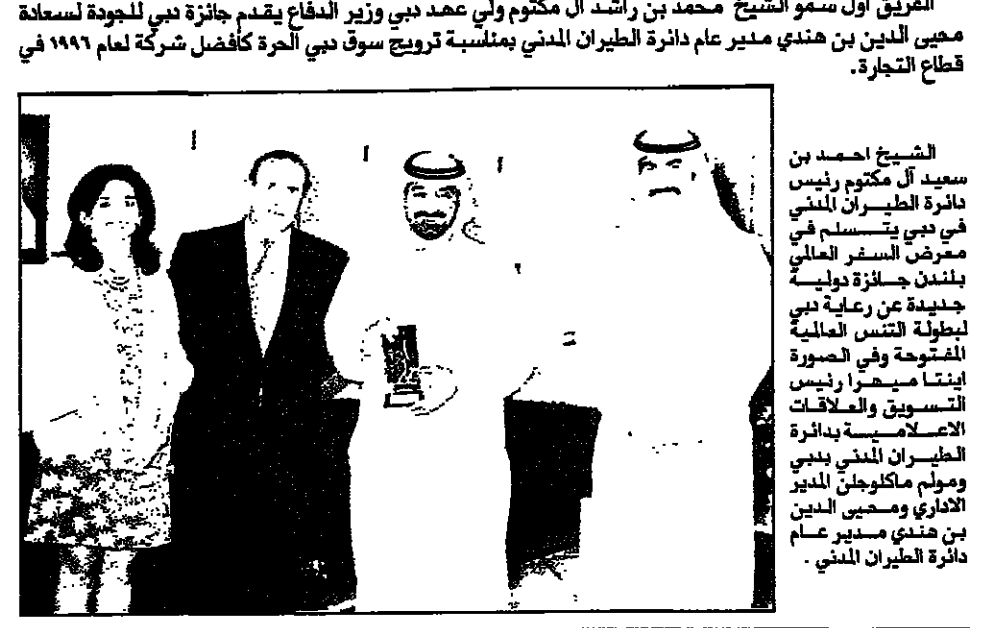 الفريق اول سمو الشيخ محمد بن راشد آل مكتوم ولي عهد دبي وزير الدفاع يقدم جائزة دبي للجودة لسعادة
محيى الدين بن هندي مدير عام دائرة الطيران المدني بمناسبة ترويج سوق دبي الحرة كأفضل شركة لعام ١٩٩٦ في
قطاع التجارة.
الشيخ احمد بن
سعيد آل مكتوم رئيس
دائرة الطيران المدني
في دبي يتسلم في
معرض السفر العالمي
بلندن جائزة دولية
جديدة عن رعاية دبي
لبطولة التنس العالمية
المفتوحة وفي الصورة
اينتا ميهرا رئيس
التسويق والعلاقات
الاعلامية بدائرة
الطيران المدني بدبي
ومولم ماكلوجلن المدير
الاداري ومحيى الدين
بن هندي مدير عام
دائرة الطيران المدني .